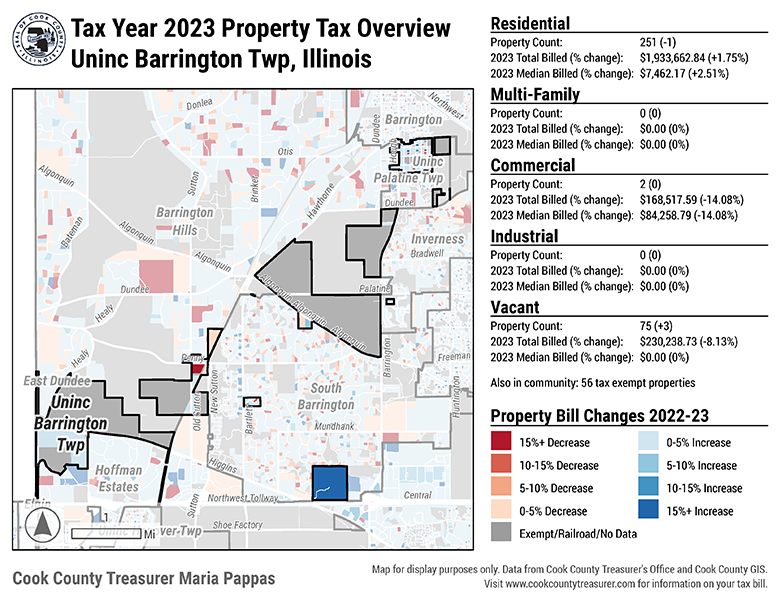 SEAL OF COOK COUNTY
ILLINOIS
Tax Year 2023 Property Tax Overview
Uninc Barrington Twp, Illinois
Donlea
Northwest
Dundee
Barrington
Otis
Uninc
Palatine Twp
Algonquin
Sutton
Brinker
Hawthorne
Dundee
Barrington
Hills
Bateman
Algonquin
Inverness
Bradwell
Algonquin
Algonquin Algonquin Algonquin
Palatine
Dundee
Healy
Healy
Penny
Barrington
Freeman
East Dundee
Uninc
Barrington
Twp
Old Sutton
New Sutton
South
Barrington
Bartlett
Huntington
Mundhank
Hoffman
Estates
Higgins
Northwest Tollway
Central
Elgin
Sutton
Shoe Factory
1
Mi
Uninc
ver Twp
Residential
Property Count: 251 (-1)
2023 Total Billed (% change): $1,933,662.84 (+1.75%)
2023 Median Billed (% change): $7,462.17 (+2.51%)
Multi-Family
Property Count: 0 (0)
2023 Total Billed (% change): $0.00 (0%)
2023 Median Billed (% change): $0.00 (0%)
Commercial
Property Count: 2 (0)
2023 Total Billed (% change): $168,517.59 (-14.08%)
2023 Median Billed (% change): $84,258.79 (-14.08%)
Industrial
Property Count: 0 (0)
2023 Total Billed (% change): $0.00 (0%)
2023 Median Billed (% change): $0.00 (0%)
Vacant
Property Count: 75 (+3)
2023 Total Billed (% change): $230,238.73 (-8.13%)
2023 Median Billed (% change): $0.00 (0%)
Also in community: 56 tax exempt properties
Property Bill Changes 2022-23
15%+ Decrease
0-5% Increase
10-15% Decrease
5-10% Increase
5-10% Decrease
10-15% Increase
0-5% Decrease
15%+ Increase
Exempt/Railroad/No Data
Cook County Treasurer Maria Pappas
Map for display purposes only. Data from Cook County Treasurer's Office and Cook County GIS.
Visit www.cookcountytreasurer.com for information on your tax bill.